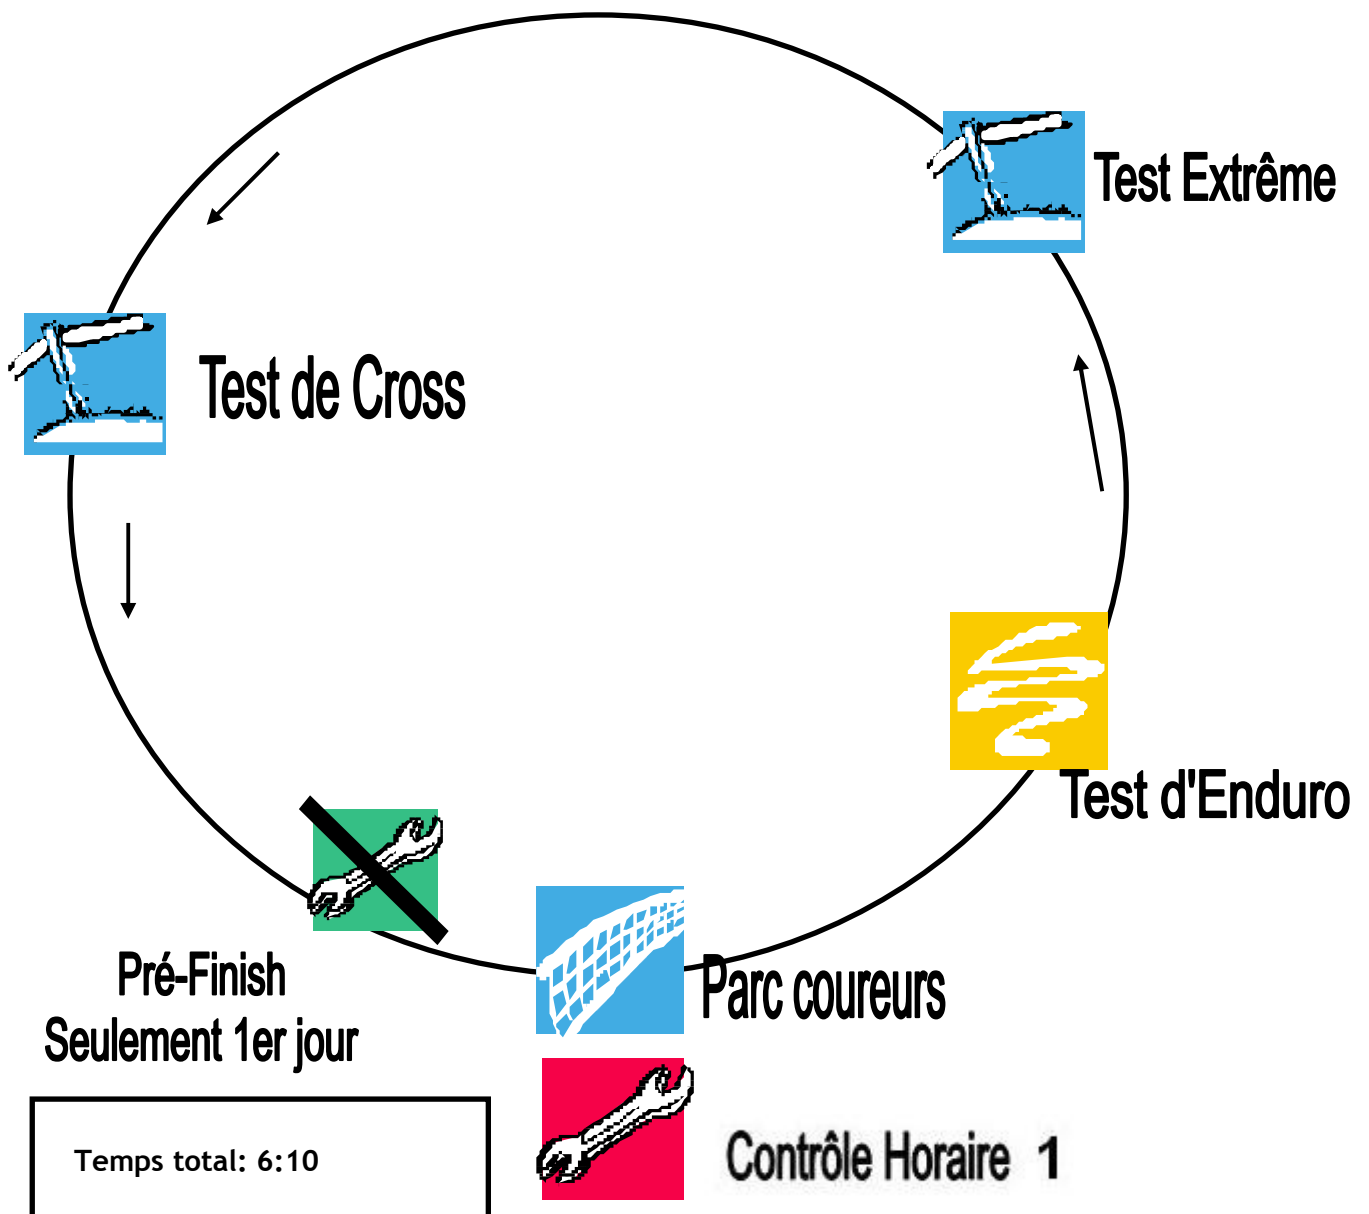 Test Extrême
Test de Cross
Test d'Enduro
Pré-Finish
Seulement 1er jour
Parc coureurs
Temps total: 6:10
Contrôle Horaire 1